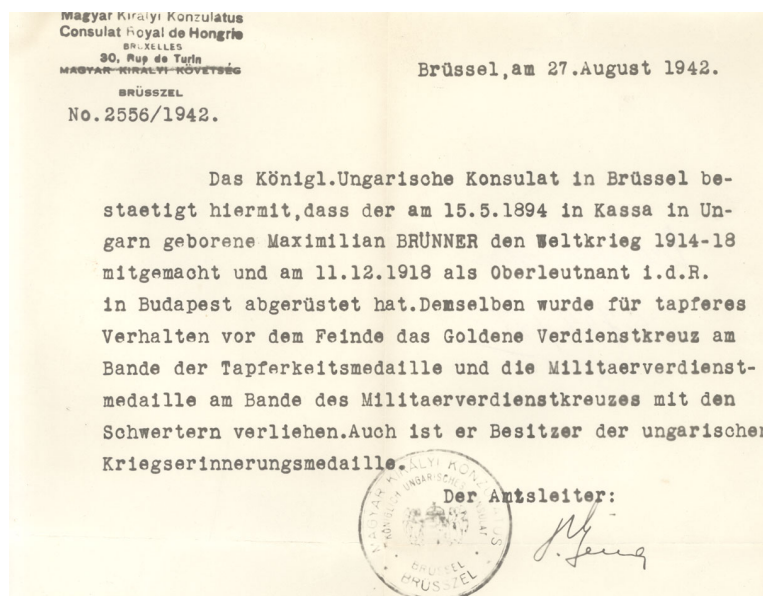 Magyar Királyi Konzulátus
Consulat Royal de Hongrie
BRUXELLES
30, Rue de Turin
MAGYAR KIRÁLYI KÖVETSÉG
BRÜSSZEL
No.2556/1942.
Brüssel,am 27.August 1942.
Das Königl.Ungarische Konsulat in Brüssel be-
staetigt hiermit,dass der am 15.5.1894 in Kassa in Un-
garn geborene Maximilian BRÜNNER den Weltkrieg 1914-18
mitgemacht und am 11.12.1918 als Oberleutnant i.d.R.
in Budapest abgerüstet hat.Demselben wurde für tapferes
Verhalten vor dem Feinde das Goldene Verdienstkreuz am
Bande der Tapferkeitsmedaille und die Militaerverdienst-
medaille am Bande des Militaerverdienstkreuzes mit den
Schwertern verliehen.Auch ist er Besitzer der ungarischen
Kriegserinnerungsmedaille.
Der Amtsleiter:
MAGYAR KIRÁLYI KONZULÁTUS
KÖNIGLICH UNGARISCHES KONSULAT
BRÜSSEL
BRÜSSZEL